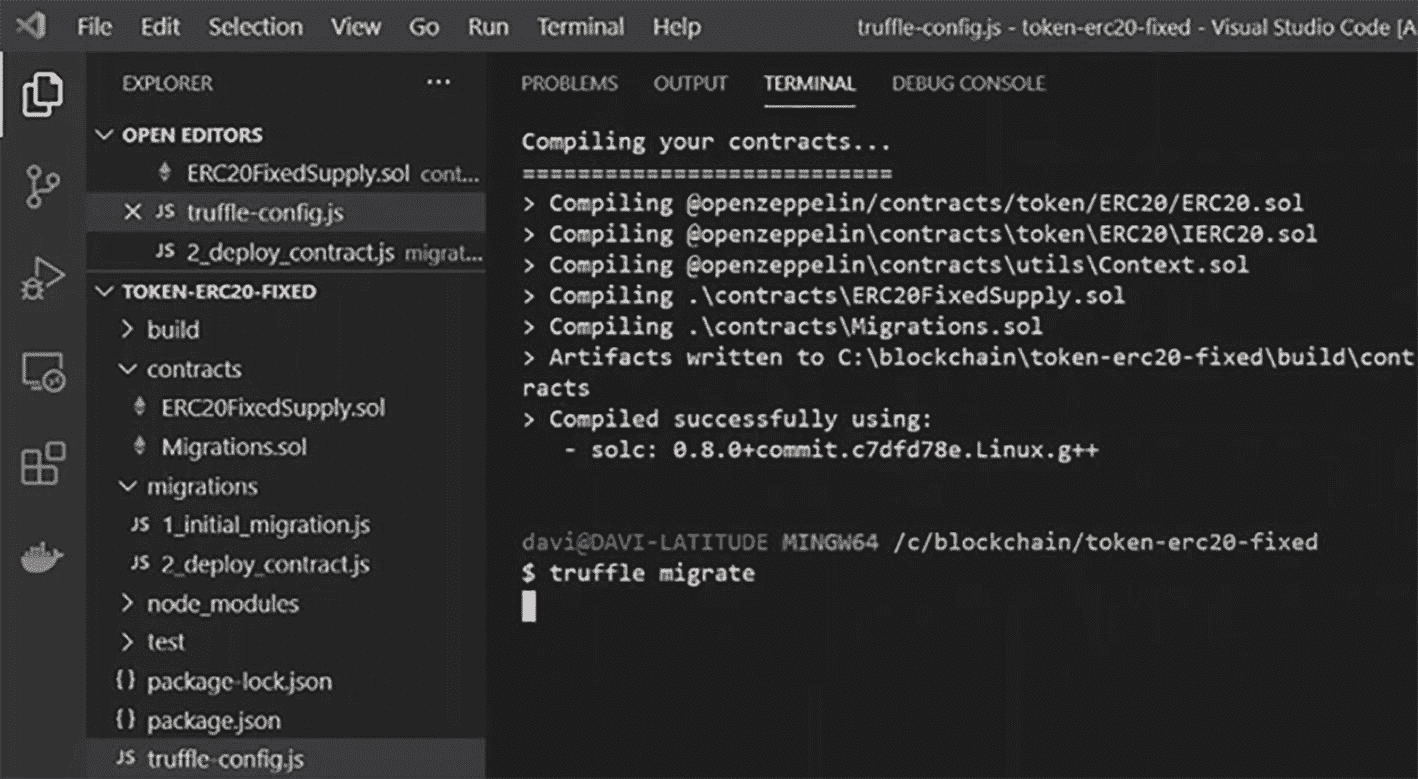 File Edit Selection View Go Run Terminal Help truffle-config.js - token-erc20-fixed - Visual Studio Code [A
EXPLORER ...
OPEN EDITORS
ERC20FixedSupply.sol cont...
JS truffle-config.js
JS 2_deploy_contract.js migrat...
TOKEN-ERC20-FIXED
> build
contracts
ERC20FixedSupply.sol
Migrations.sol
migrations
JS 1_initial_migration.js
JS 2_deploy_contract.js
> node_modules
> test
{} package-lock.json
{} package.json
JS truffle-config.js
PROBLEMS OUTPUT TERMINAL DEBUG CONSOLE
Compiling your contracts...
===========================
> Compiling @openzeppelin/contracts/token/ERC20/ERC20.sol
> Compiling @openzeppelin\contracts\token\ERC20\IERC20.sol
> Compiling @openzeppelin\contracts\utils\Context.sol
> Compiling .\contracts\ERC20FixedSupply.sol
> Compiling .\contracts\Migrations.sol
> Artifacts written to C:\blockchain\token-erc20-fixed\build\cont
racts
> Compiled successfully using:
- solc: 0.8.0+commit.c7dfd78e.Linux.g++
davi@DAVI-LATITUDE MINGW64 /c/blockchain/token-erc20-fixed
$ truffle migrate